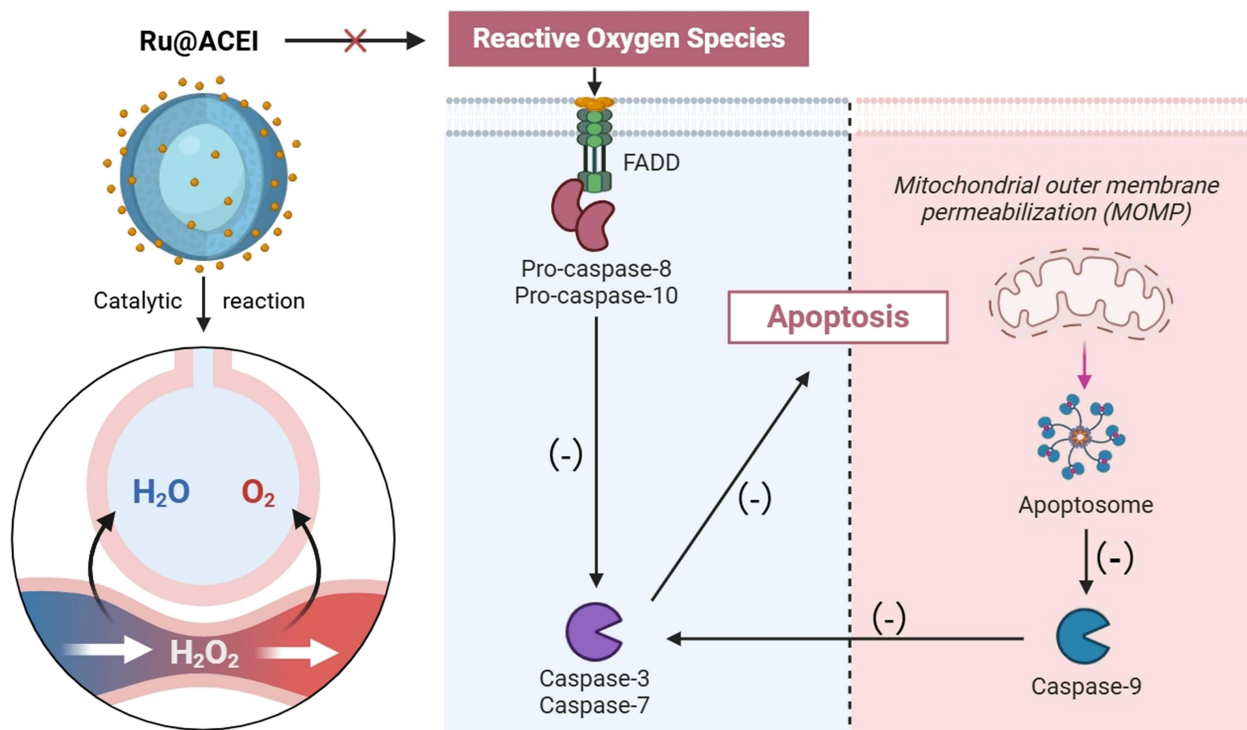 Ru@ACEI
Reactive Oxygen Species
FADD
Mitochondrial outer membrane
permeabilization (MOMP)
Pro-caspase-8
Pro-caspase-10
Catalytic reaction
Apoptosis
(-)
(-)
H₂O O₂
Apoptosome
(-)
(-)
H₂O₂
Caspase-3
Caspase-7
Caspase-9